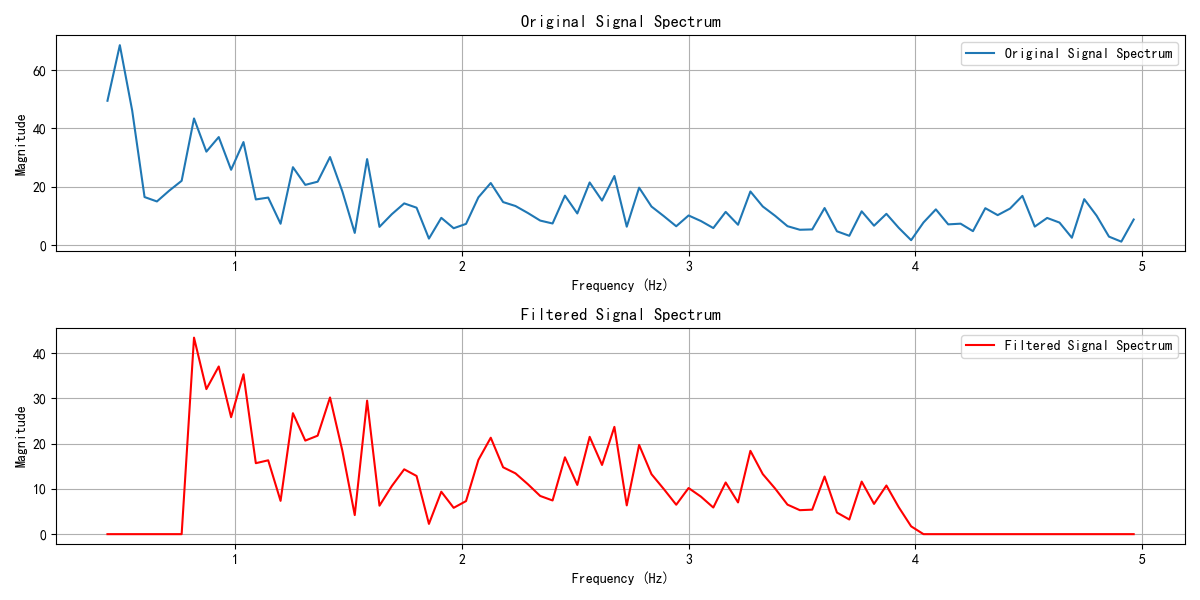 Original Signal Spectrum
Original Signal Spectrum
60
40
20
0
Magnitude
1 2 3 4 5
Frequency (Hz)
Filtered Signal Spectrum
Filtered Signal Spectrum
40
30
20
10
0
Magnitude
1 2 3 4 5
Frequency (Hz)